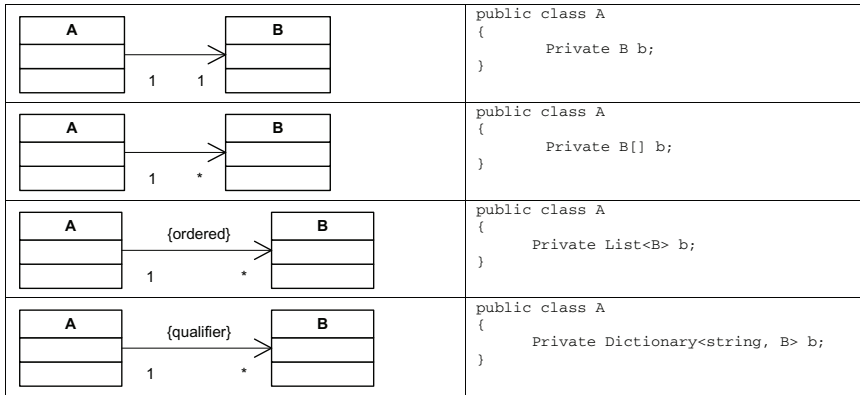 A B
1 1
public class A
{
Private B b;
}
A B
1 *
public class A
{
Private B[] b;
}
A B
{ordered}
1 *
public class A
{
Private List<B> b;
}
A B
{qualifier}
1 *
public class A
{
Private Dictionary<string, B> b;
}